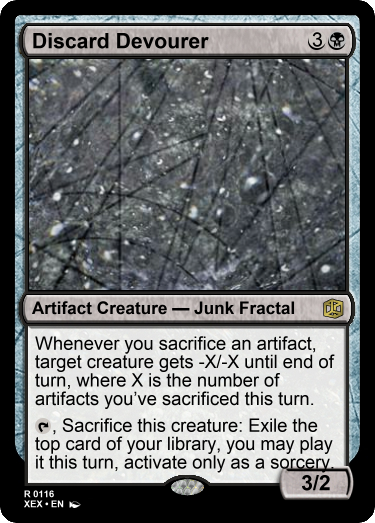 Discard Devourer 3
Artifact Creature — Junk Fractal
Whenever you sacrifice an artifact,
target creature gets -X/-X until end of
turn, where X is the number of
artifacts you've sacrificed this turn.
, Sacrifice this creature: Exile the
top card of your library, you may play
it this turn, activate only as a sorcery.
3/2
R 0116
XEX • EN